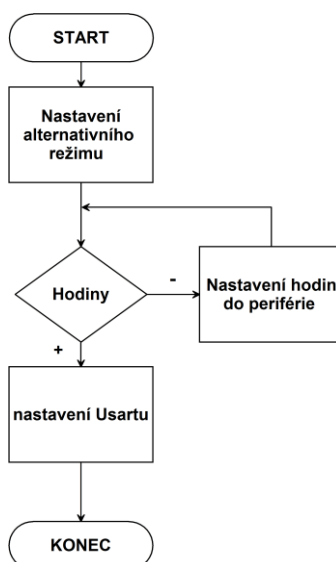 START
Nastavení
alternativního
režimu
Hodiny
-
Nastavení hodin
do periférie
+
nastavení Usartu
KONEC